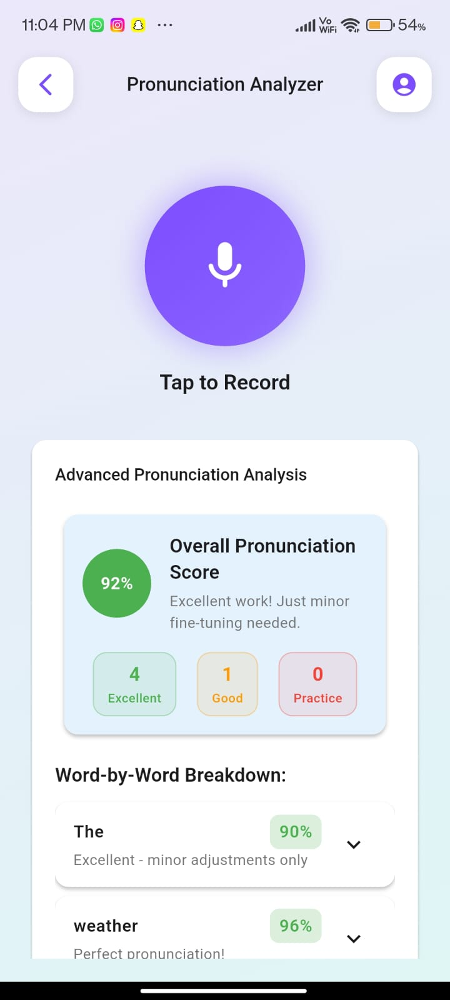 11:04 PM ... Vo WiFi 54%
Pronunciation Analyzer
Tap to Record
Advanced Pronunciation Analysis
Overall Pronunciation
Score
92%
Excellent work! Just minor
fine-tuning needed.
4 1 0
Excellent Good Practice
Word-by-Word Breakdown:
The 90%
Excellent - minor adjustments only
weather 96%
Perfect pronunciation!